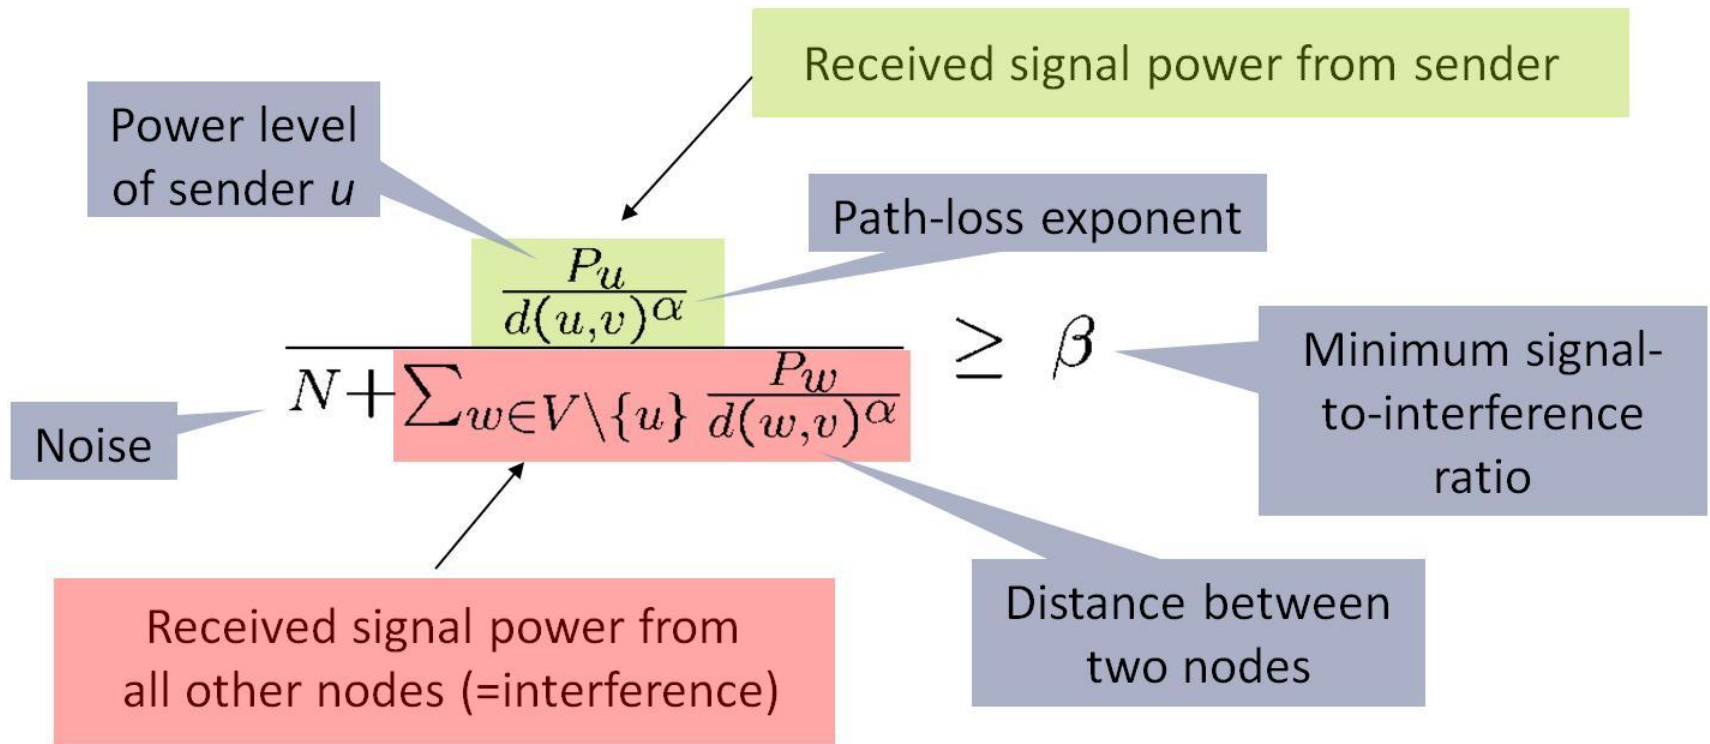 Received signal power from sender
Power level
of sender u
Path-loss exponent
P_u
d(u,v)^α
N+∑_{w∈V\{u}} P_w
d(w,v)^α
≥ β
Minimum signal-
to-interference
ratio
Noise
Distance between
two nodes
Received signal power from
all other nodes (=interference)